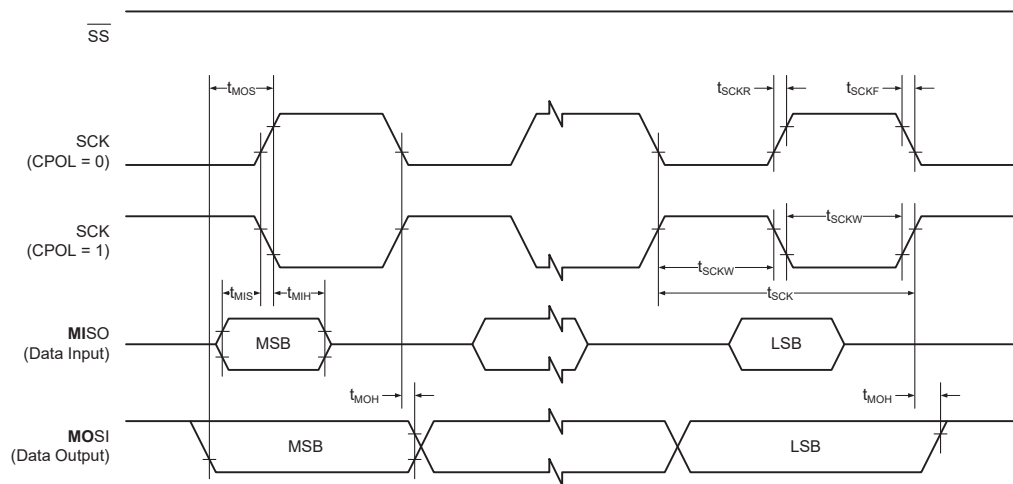 SS
tMOS
tSCKR
tSCKF
SCK
(CPOL = 0)
SCK
(CPOL = 1)
tSCKW
tSCKW
tMIS
tMIH
tSCK
MISO
(Data Input)
MSB
LSB
tMOH
tMOH
MOSI
(Data Output)
MSB
LSB